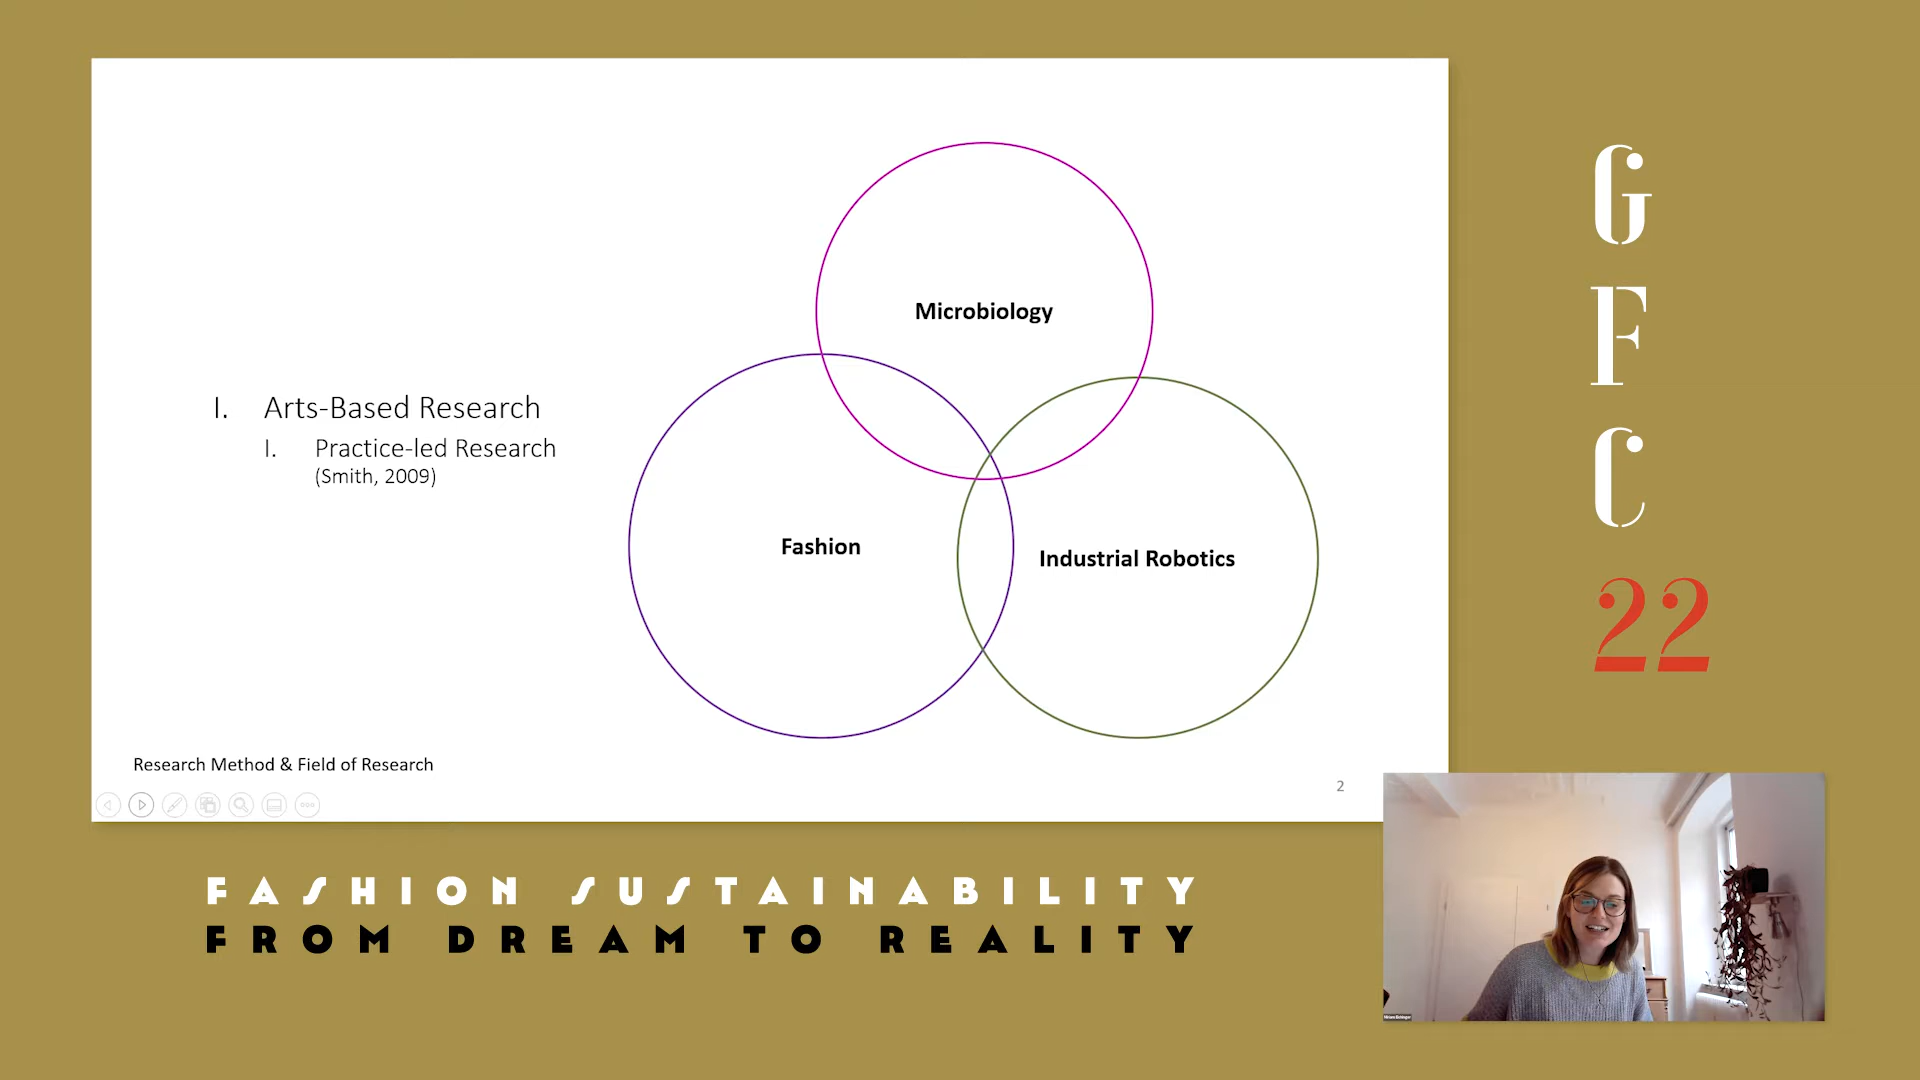 Microbiology
I. Arts-Based Research
I. Practice-led Research
(Smith, 2009)
Fashion
Industrial Robotics
Research Method & Field of Research
2
G
F
C
22
FASHION SUSTAINABILITY
FROM DREAM TO REALITY